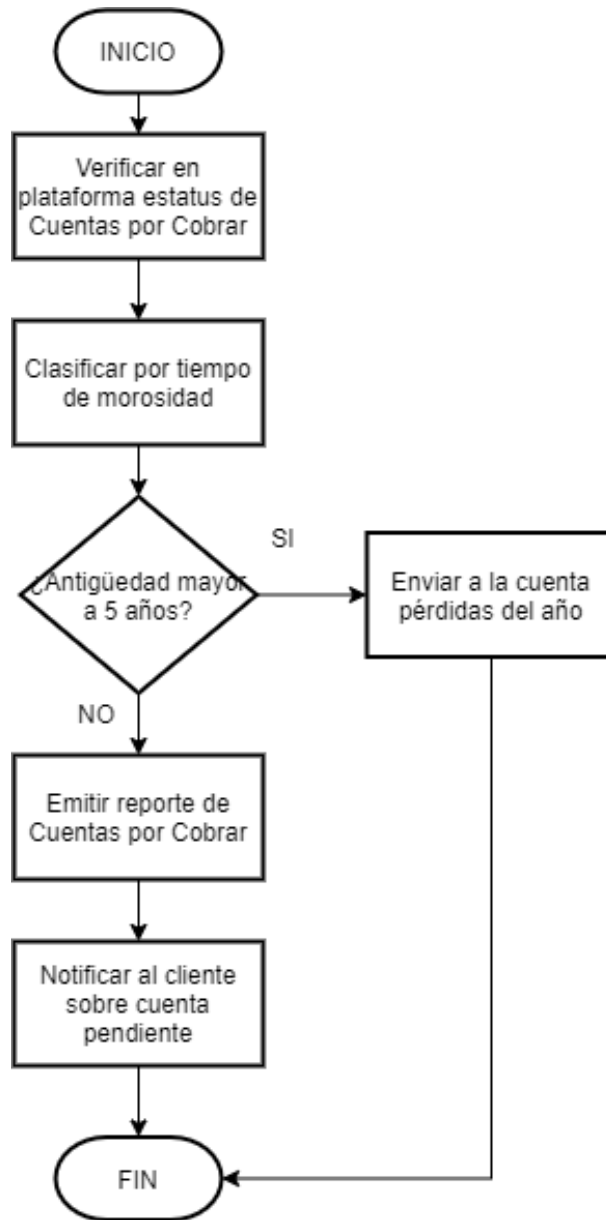 INICIO
Verificar en
plataforma estatus de
Cuentas por Cobrar
Clasificar por tiempo
de morosidad
¿Antigüedad mayor
a 5 años?
SI
Enviar a la cuenta
pérdidas del año
NO
Emitir reporte de
Cuentas por Cobrar
Notificar al cliente
sobre cuenta
pendiente
FIN